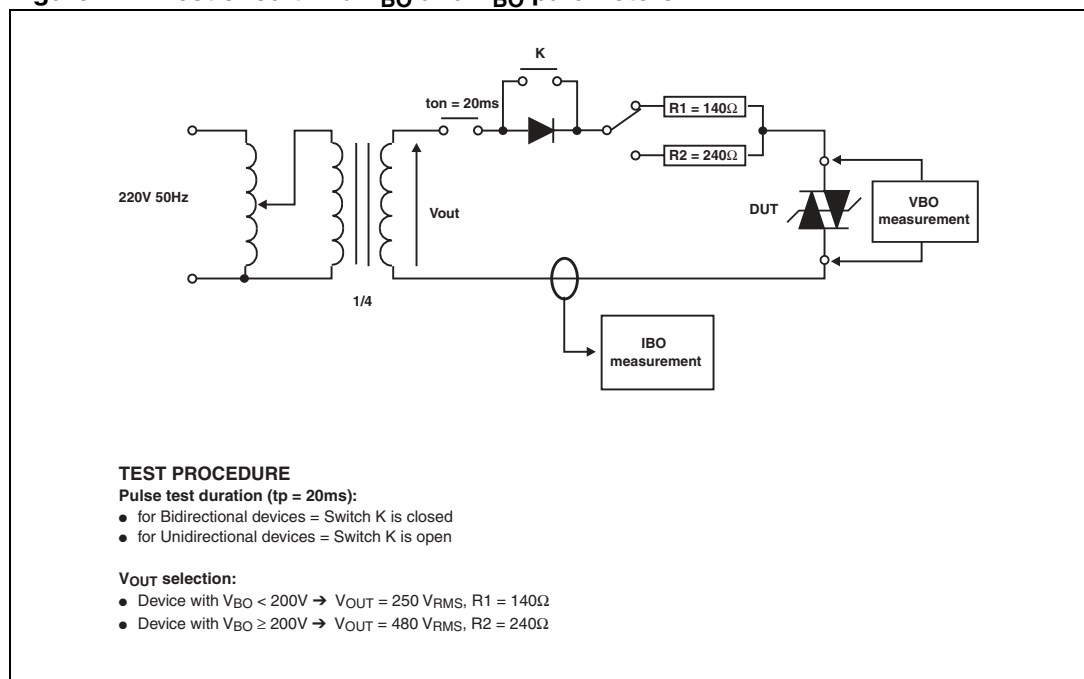 K
ton = 20ms
R1 = 140Ω
R2 = 240Ω
220V 50Hz
Vout
DUT
VBO
measurement
1/4
IBO
measurement
TEST PROCEDURE
Pulse test duration (tp = 20ms):
● for Bidirectional devices = Switch K is closed
● for Unidirectional devices = Switch K is open
VOUT selection:
● Device with VBO < 200V ➔ VOUT = 250 VRMS, R1 = 140Ω
● Device with VBO ≥ 200V ➔ VOUT = 480 VRMS, R2 = 240Ω